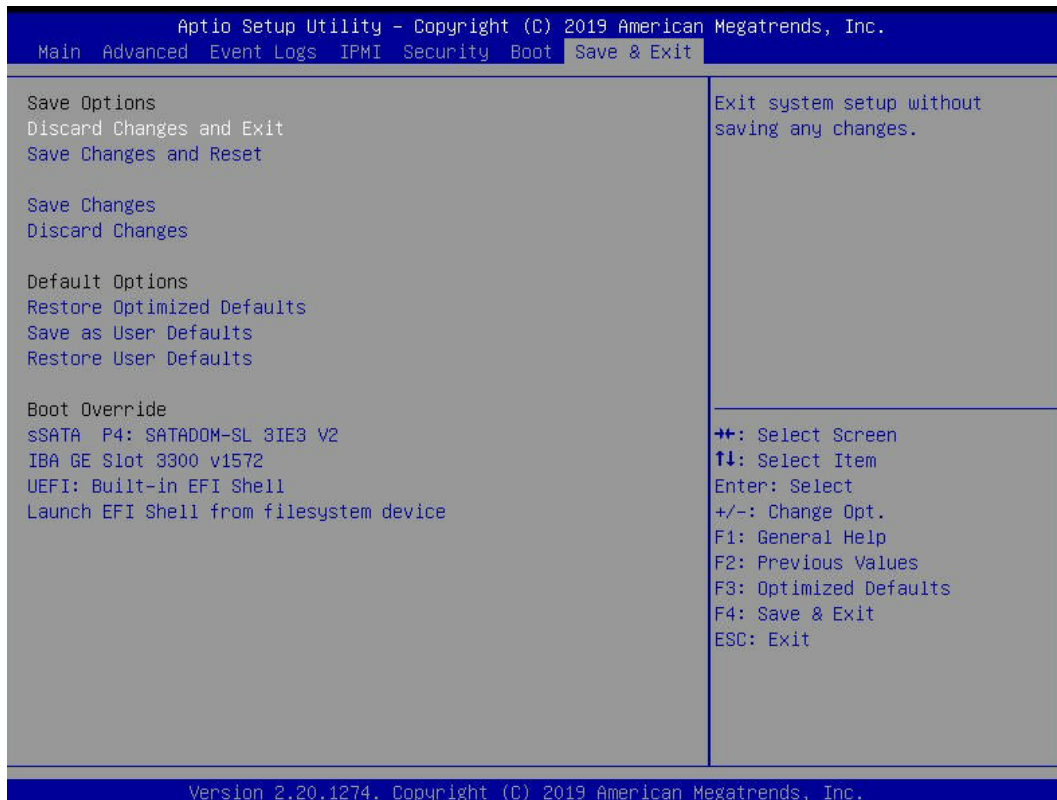 Aptio Setup Utility – Copyright (C) 2019 American Megatrends, Inc.
Main Advanced Event Logs IPMI Security Boot Save & Exit
Save Options
Discard Changes and Exit
Save Changes and Reset
Save Changes
Discard Changes
Default Options
Restore Optimized Defaults
Save as User Defaults
Restore User Defaults
Boot Override
sSATA P4: SATADOM-SL 3IE3 V2
IBA GE Slot 3300 v1572
UEFI: Built-in EFI Shell
Launch EFI Shell from filesystem device
Exit system setup without
saving any changes.
→←: Select Screen
↑↓: Select Item
Enter: Select
+/-: Change Opt.
F1: General Help
F2: Previous Values
F3: Optimized Defaults
F4: Save & Exit
ESC: Exit
Version 2.20.1274. Copyright (C) 2019 American Megatrends, Inc.